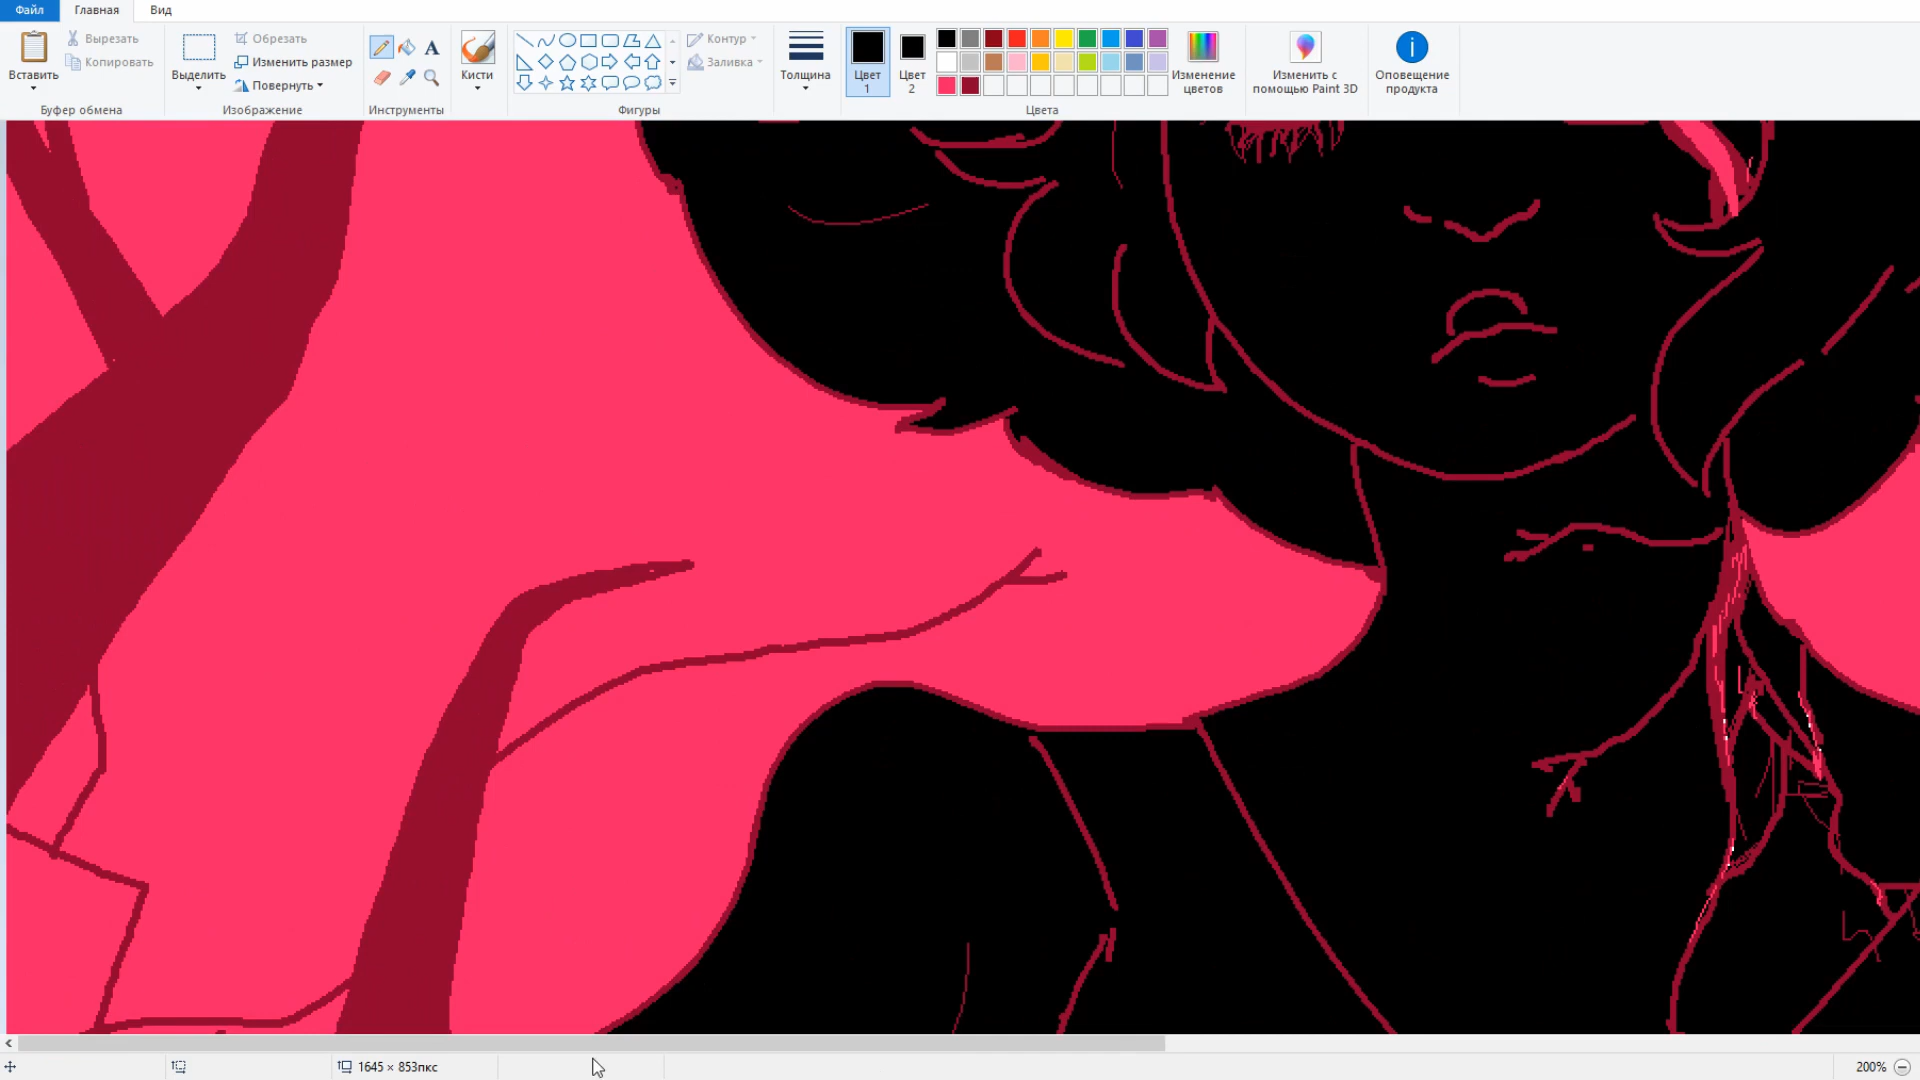 Файл Главная Вид
Вставить
Вырезать
Копировать
Буфер обмена
Выделить
Обрезать
Изменить размер
Повернуть
Изображение
A
Инструменты
Кисти
Контур
Заливка
Фигуры
Толщина
Цвет
1
Цвет
2
Изменение
цветов
Цвета
Изменить с
помощью Paint 3D
Оповещение
продукта
1645 × 853пкс
200%